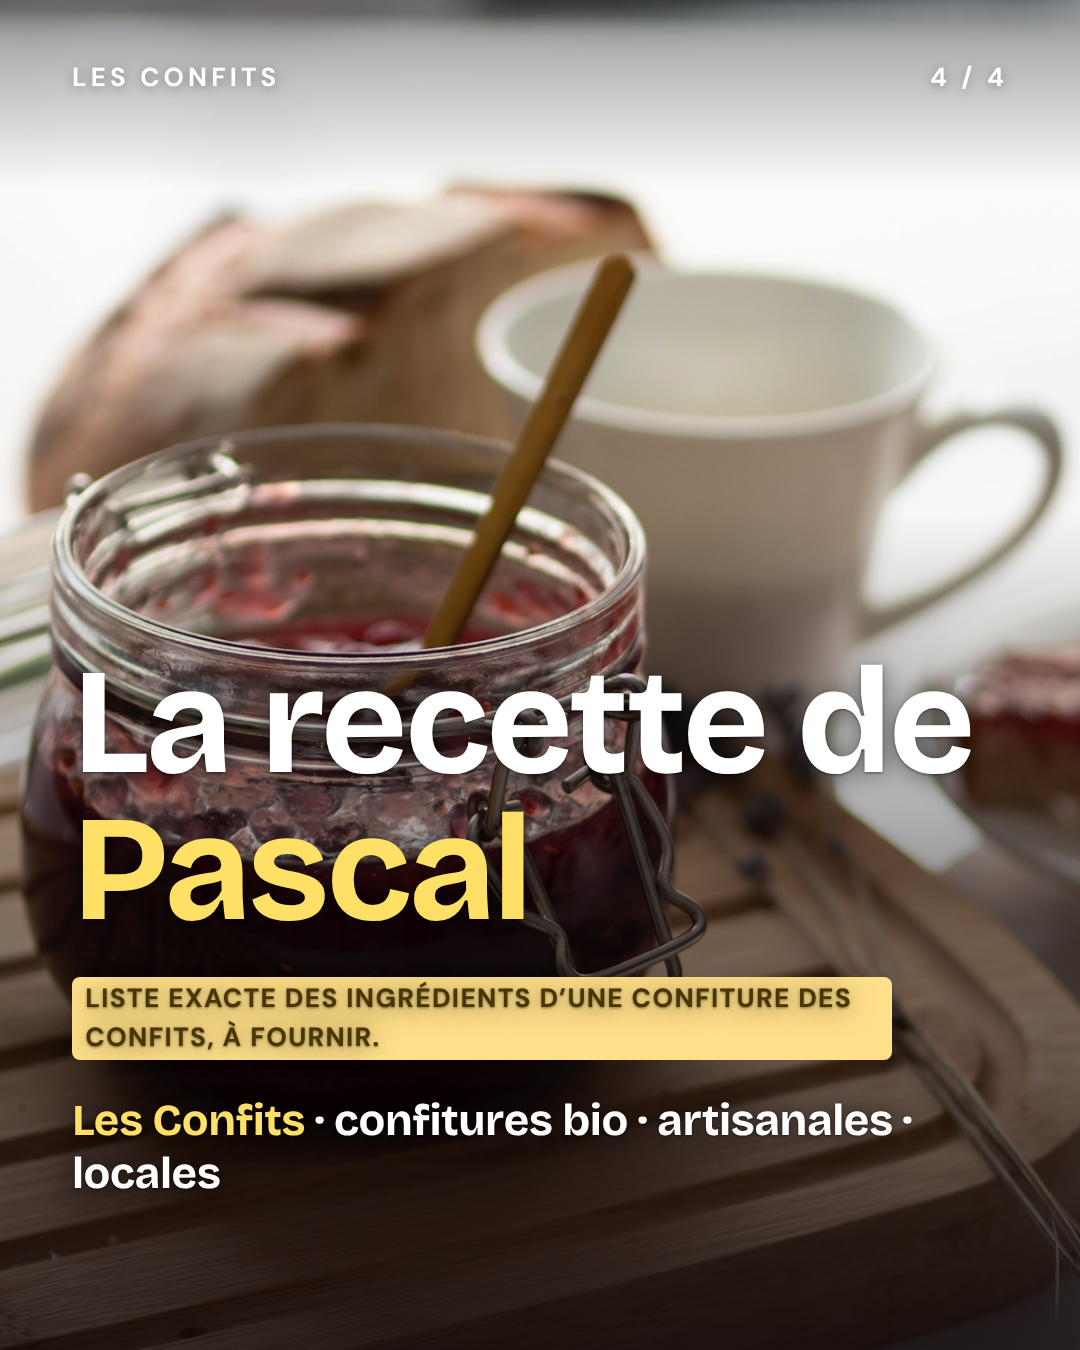 LES CONFITS
4 / 4
La recette de
Pascal
LISTE EXACTE DES INGRÉDIENTS D’UNE CONFITURE DES
CONFITS, À FOURNIR.
Les Confits · confitures bio · artisanales ·
locales